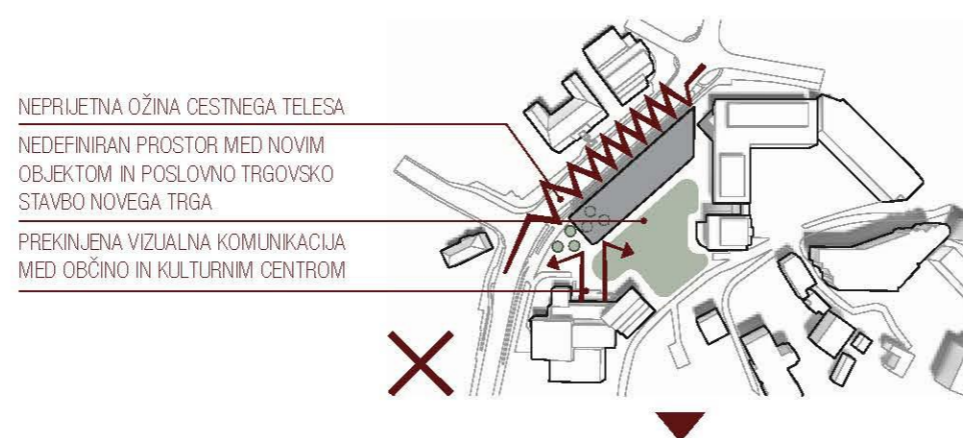 NEPRIJETNA OŽINA CESTNEGA TELESA
NEDEFINIRAN PROSTOR MED NOVIM
OBJEKTOM IN POSLOVNO TRGOVSKO
STAVBO NOVEGA TRGA
PREKINJENA VIZUALNA KOMUNIKACIJA
MED OBČINO IN KULTURNIM CENTROM